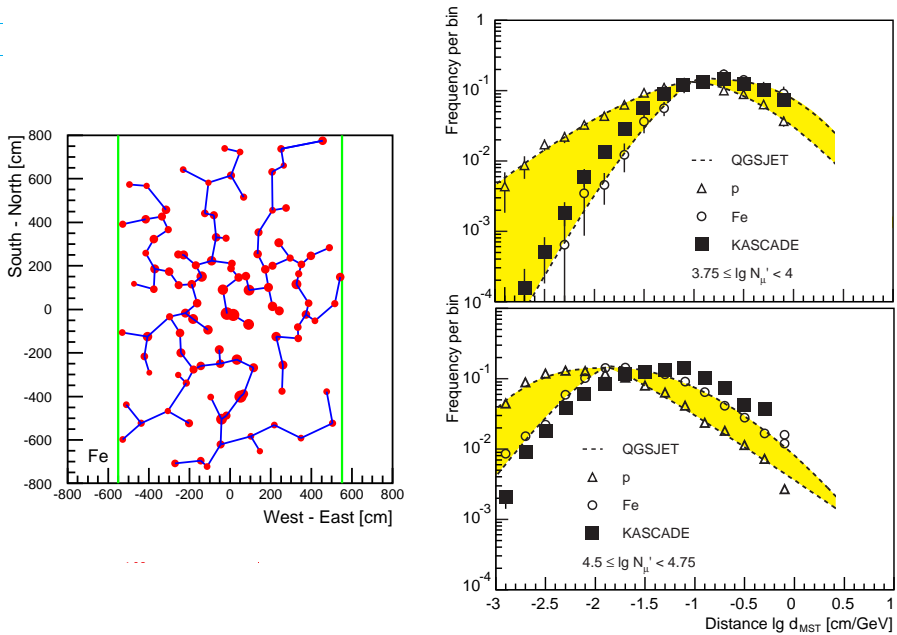 South - North [cm]
800
600
400
200
0
-200
-400
-600
-800
Fe
-800 -600 -400 -200 0 200 400 600 800
West - East [cm]
Frequency per bin
1
10^-1
10^-2
10^-3
10^-4
QGSJET
p
Fe
KASCADE
3.75 ≤ lg N_μ' < 4
Frequency per bin
10^-1
10^-2
10^-3
10^-4
QGSJET
p
Fe
KASCADE
4.5 ≤ lg N_μ' < 4.75
-3 -2.5 -2 -1.5 -1 -0.5 0 0.5 1
Distance lg d_MST [cm/GeV]